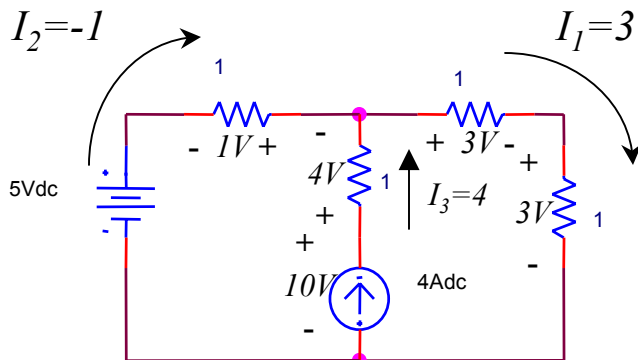 I₂=-1
I₁=3
1
1
- 1V +
-
+ 3V -
+
5Vdc
-
4V
1
I₃=4
3V
1
+
+
10V
4Adc
-
-